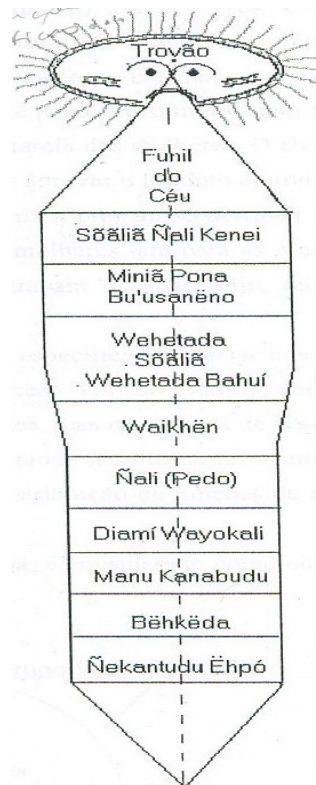 Trovão
Funil
do
Céu
Sõãliã Ñali Kenei
Miniã Pona
Bu'usanëno
Wehetada
Sõãliã
Wehetada Bahuí
Waikhën
Ñali (Pedo)
Diamí Wayokali
Manu Kanabudu
Bëhkëda
Ñekantudu Ëhpó